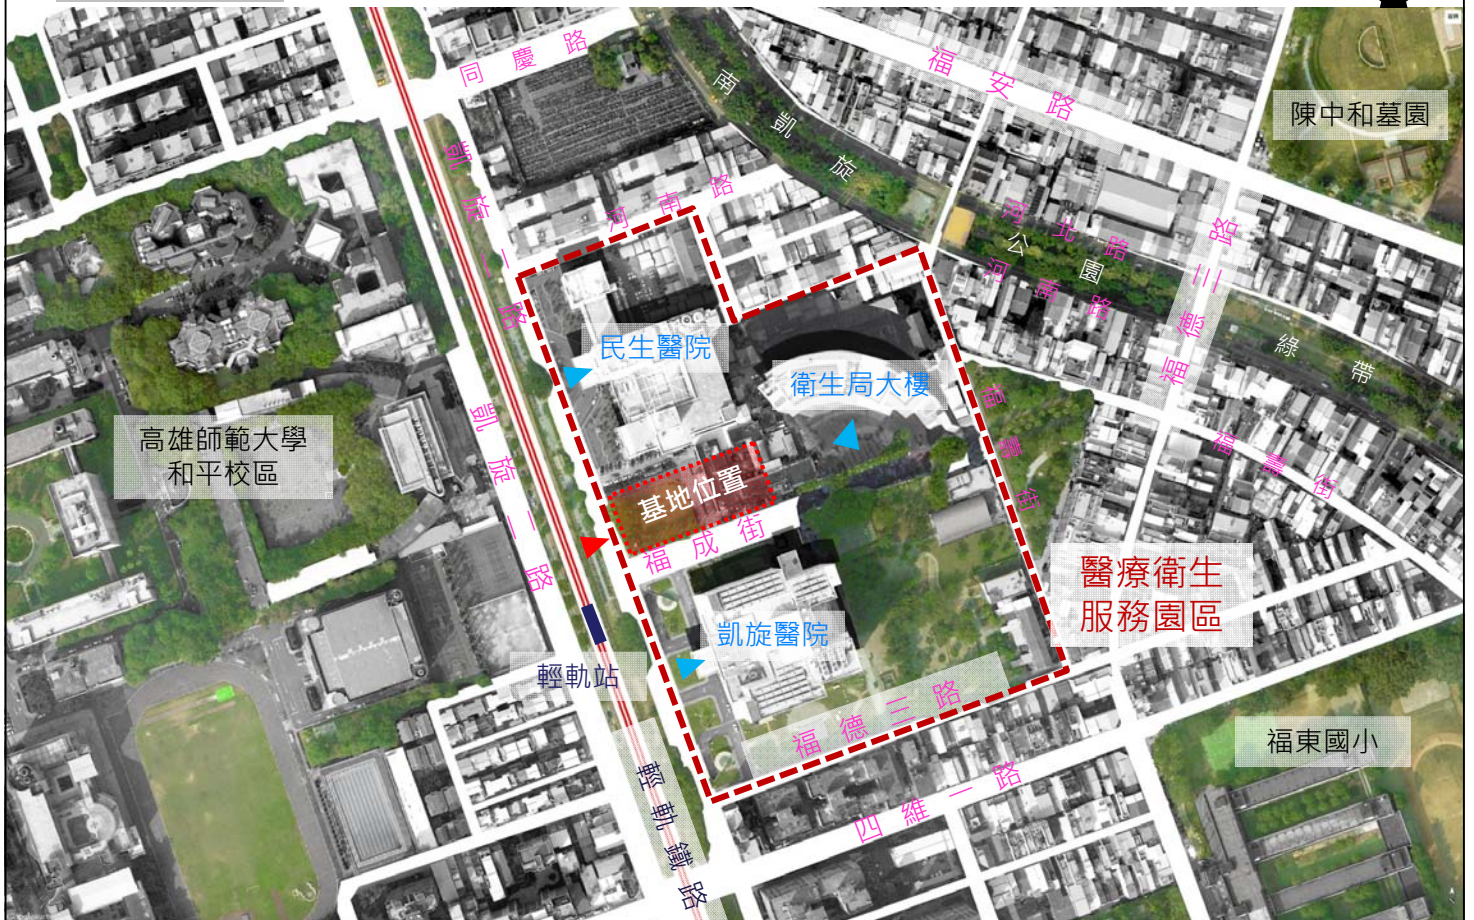 同慶路
福安路
南凱旋
公園
綠帶
陳中和墓園
凱旋二路
河南路
河北路
河南路
福德三路
民生醫院
衛生局大樓
福嘉街
福壽街
高雄師範大學
和平校區
凱旋二路
基地位置
福成街
醫療衛生
服務園區
凱旋醫院
輕軌站
福德三路
福東國小
四維一路
輕軌鐵路